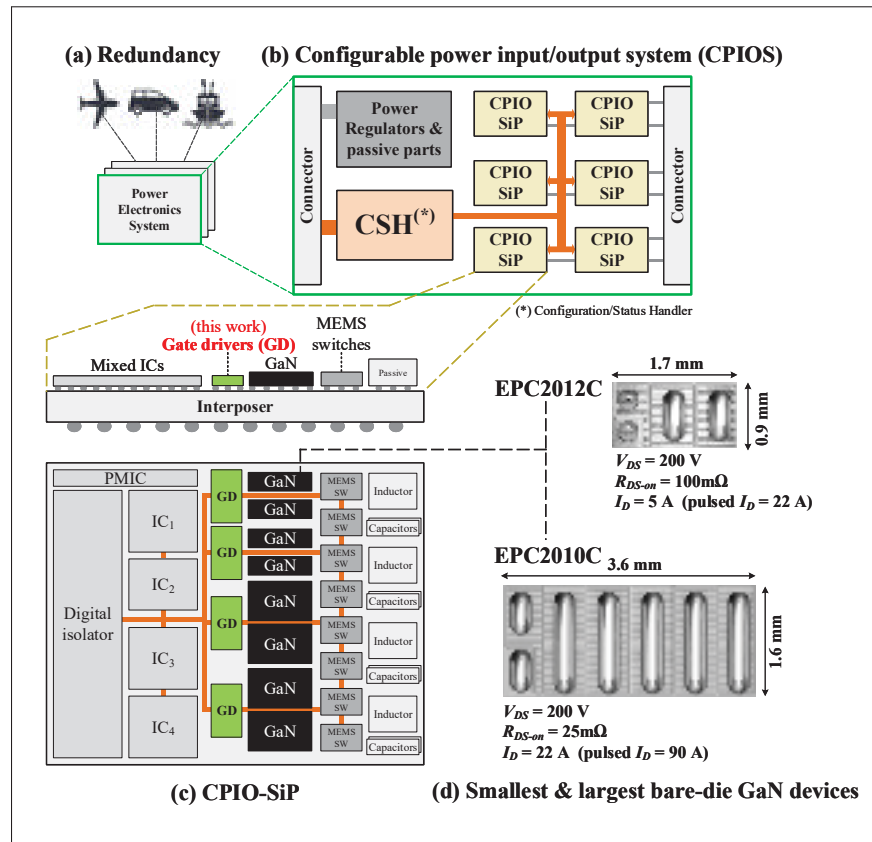 (a) Redundancy
(b) Configurable power input/output system (CPIOS)
Power
Electronics
System
Connector
Power
Regulators &
passive parts
CSH(*)
CPIO
SiP
CPIO
SiP
CPIO
SiP
CPIO
SiP
CPIO
SiP
CPIO
SiP
Connector
(*) Configuration/Status Handler
(this work)
Gate drivers (GD)
Mixed ICs
GaN
MEMS
switches
Passive
Interposer
PMIC
Digital
isolator
IC1
IC2
IC3
IC4
GD
GD
GD
GD
GaN
GaN
GaN
GaN
GaN
GaN
GaN
GaN
MEMS
SW
MEMS
SW
MEMS
SW
MEMS
SW
MEMS
SW
MEMS
SW
MEMS
SW
MEMS
SW
Inductor
Capacitors
Inductor
Capacitors
Inductor
Capacitors
Inductor
Capacitors
(c) CPIO-SiP
EPC2012C
1.7 mm
0.9 mm
VDS = 200 V
RDS-on = 100mΩ
ID = 5 A (pulsed ID = 22 A)
EPC2010C
3.6 mm
1.6 mm
VDS = 200 V
RDS-on = 25mΩ
ID = 22 A (pulsed ID = 90 A)
(d) Smallest & largest bare-die GaN devices